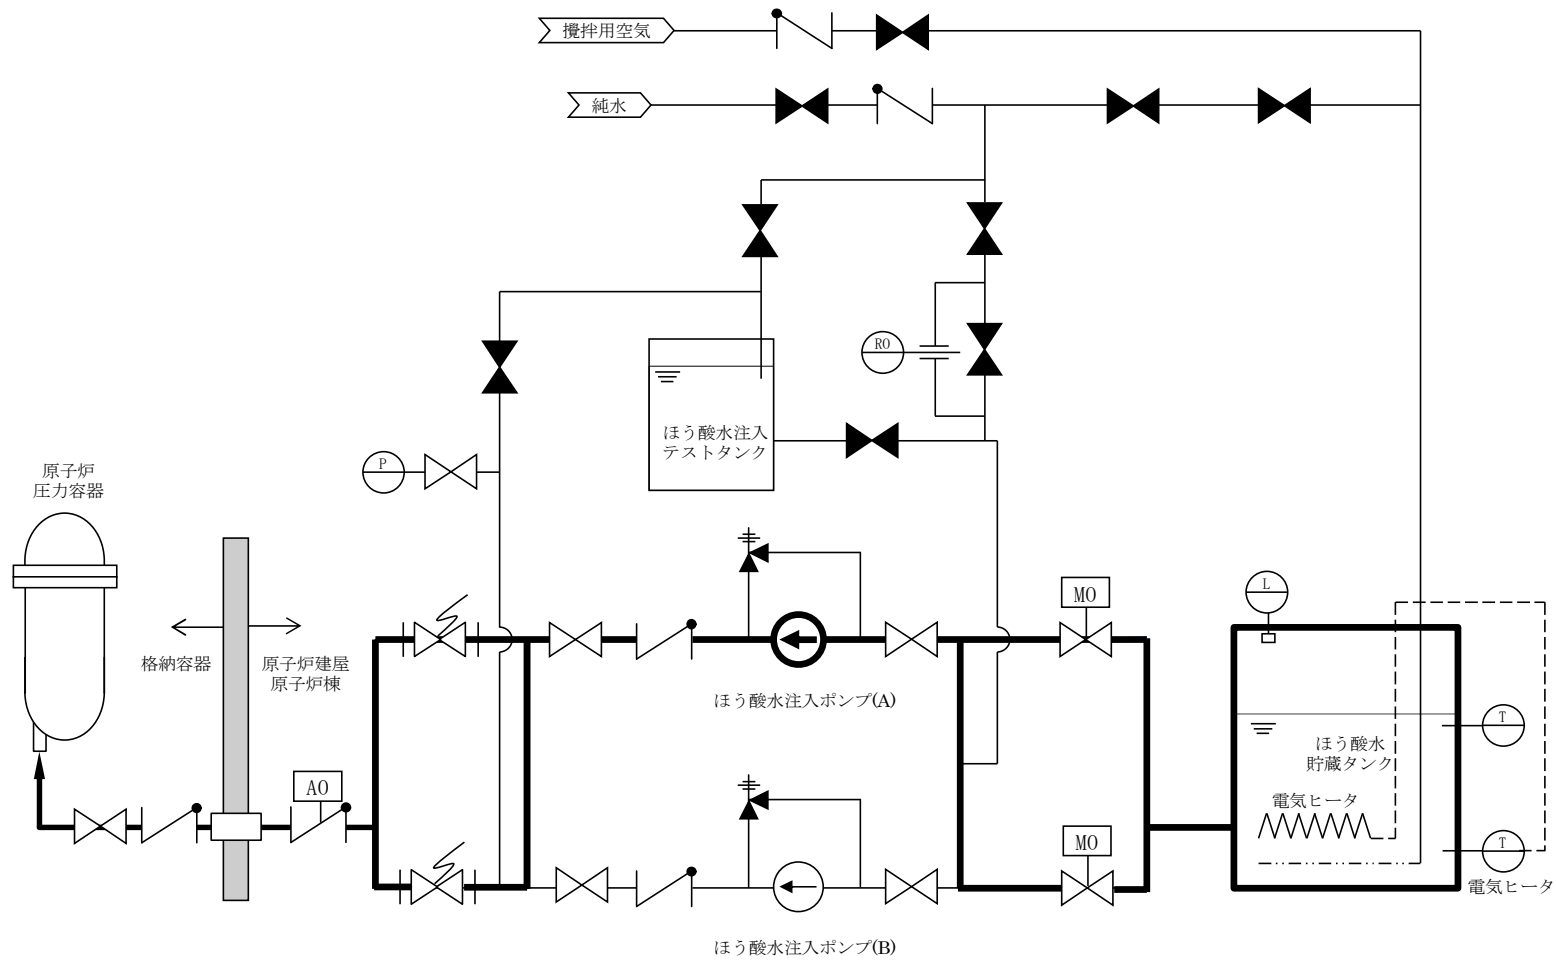 攪拌用空気
純水
RO
ほう酸水注入
テストタンク
P
原子炉
圧力容器
MO
L
格納容器
原子炉建屋
原子炉棟
ほう酸水注入ポンプ(A)
T
ほう酸水
貯蔵タンク
AO
電気ヒータ
MO
T
電気ヒータ
ほう酸水注入ポンプ(B)